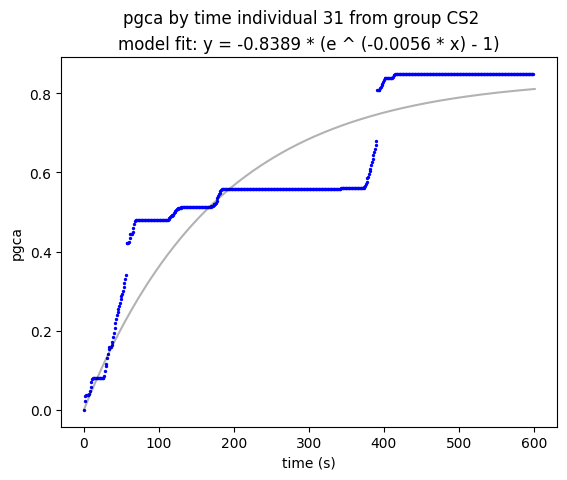 pgca by time individual 31 from group CS2
model fit: y = -0.8389 * (e ^ (-0.0056 * x) - 1)
0.8
0.6
pgca
0.4
0.2
0.0
0 100 200 300 400 500 600
time (s)